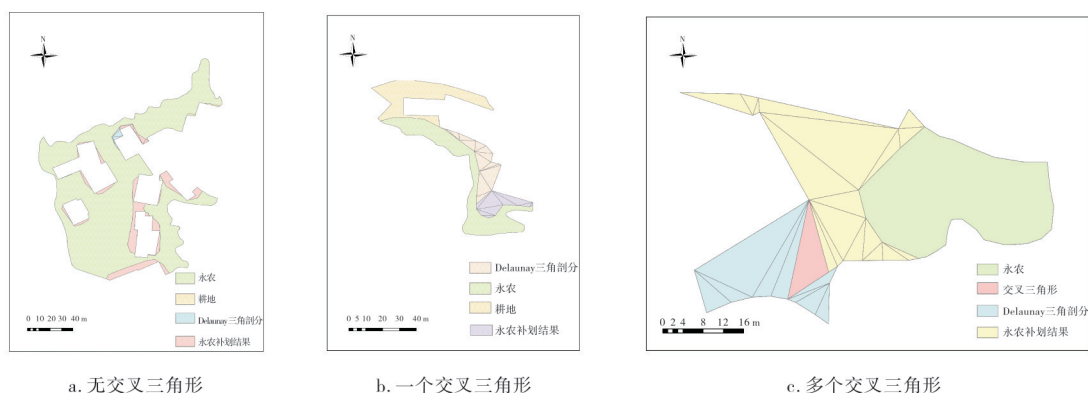 N
永农
耕地
Delaunay三角剖分
永农补划结果
0 10 20 30 40 m
a. 无交叉三角形
N
Delaunay三角剖分
永农
耕地
永农补划结果
0 5 10 20 30 40 m
b. 一个交叉三角形
N
永农
交叉三角形
Delaunay三角剖分
永农补划结果
0 2 4 8 12 16 m
c. 多个交叉三角形